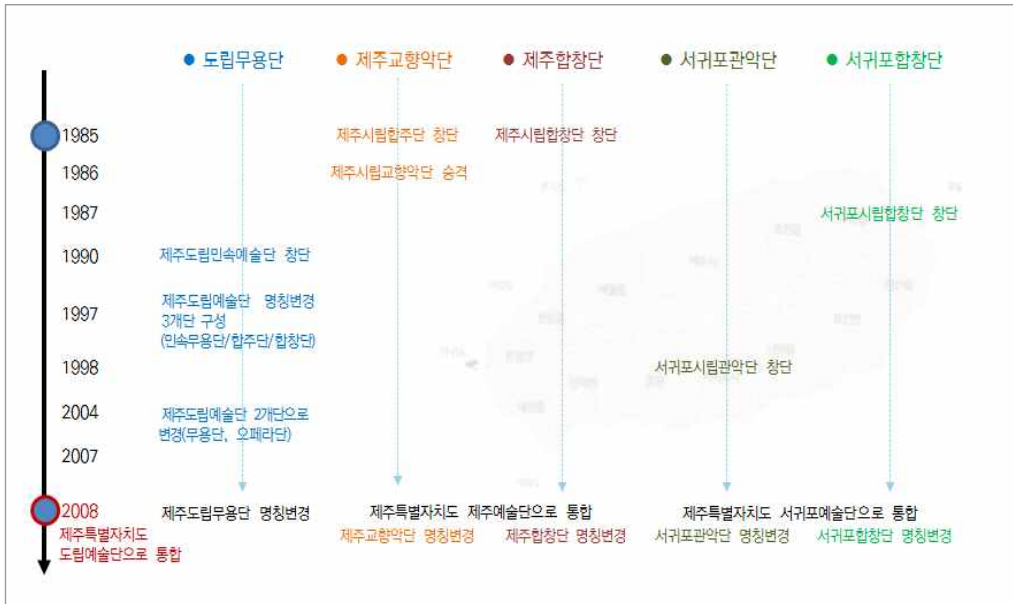 도립무용단 제주교향악단 제주합창단 서귀포관악단 서귀포합창단
1985 제주시립합주단 창단 제주시립합창단 창단
1986 제주시립교향악단 승격
1987 서귀포시립합창단 창단
1990 제주도립민속예술단 창단
제주도립예술단 명칭변경
1997 3개단 구성
(민속무용단/합주단/합창단)
1998 서귀포시립관악단 창단
2004 제주도립예술단 2개단으로
변경(무용단, 오페라단)
2007
2008 제주도립무용단 명칭변경 제주특별자치도 제주예술단으로 통합 제주특별자치도 서귀포예술단으로 통합
제주특별자치도 제주교향악단 명칭변경 제주합창단 명칭변경 서귀포관악단 명칭변경 서귀포합창단 명칭변경
도립예술단으로 통합